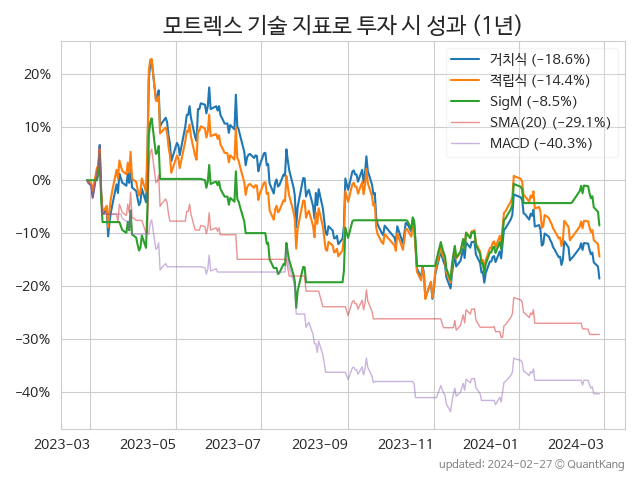 모트렉스 기술 지표로 투자 시 성과 (1년)
거치식 (−18.6%)
적립식 (−14.4%)
SigM (−8.5%)
SMA(20) (−29.1%)
MACD (−40.3%)
20%
10%
0%
−10%
−20%
−30%
−40%
2023-03 2023-05 2023-07 2023-09 2023-11 2024-01 2024-03
updated: 2024-02-27 © QuantKang